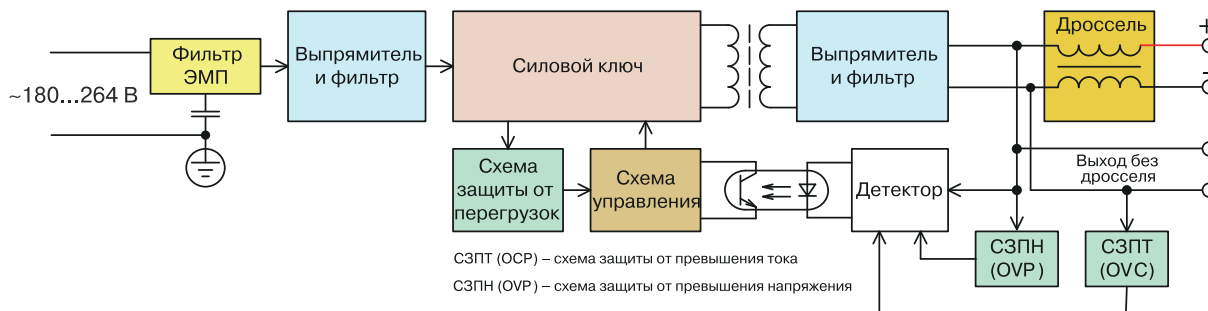 Фильтр
ЭМП
~180...264 В
Выпрямитель
и фильтр
Силовой ключ
Выпрямитель
и фильтр
Дроссель
+
-
Схема
защиты от
перегрузок
Схема
управления
Детектор
Выход без
дросселя
СЗПН
(OVP)
СЗПТ
(OVC)
СЗПТ (OCP) – схема защиты от превышения тока
СЗПН (OVP) – схема защиты от превышения напряжения